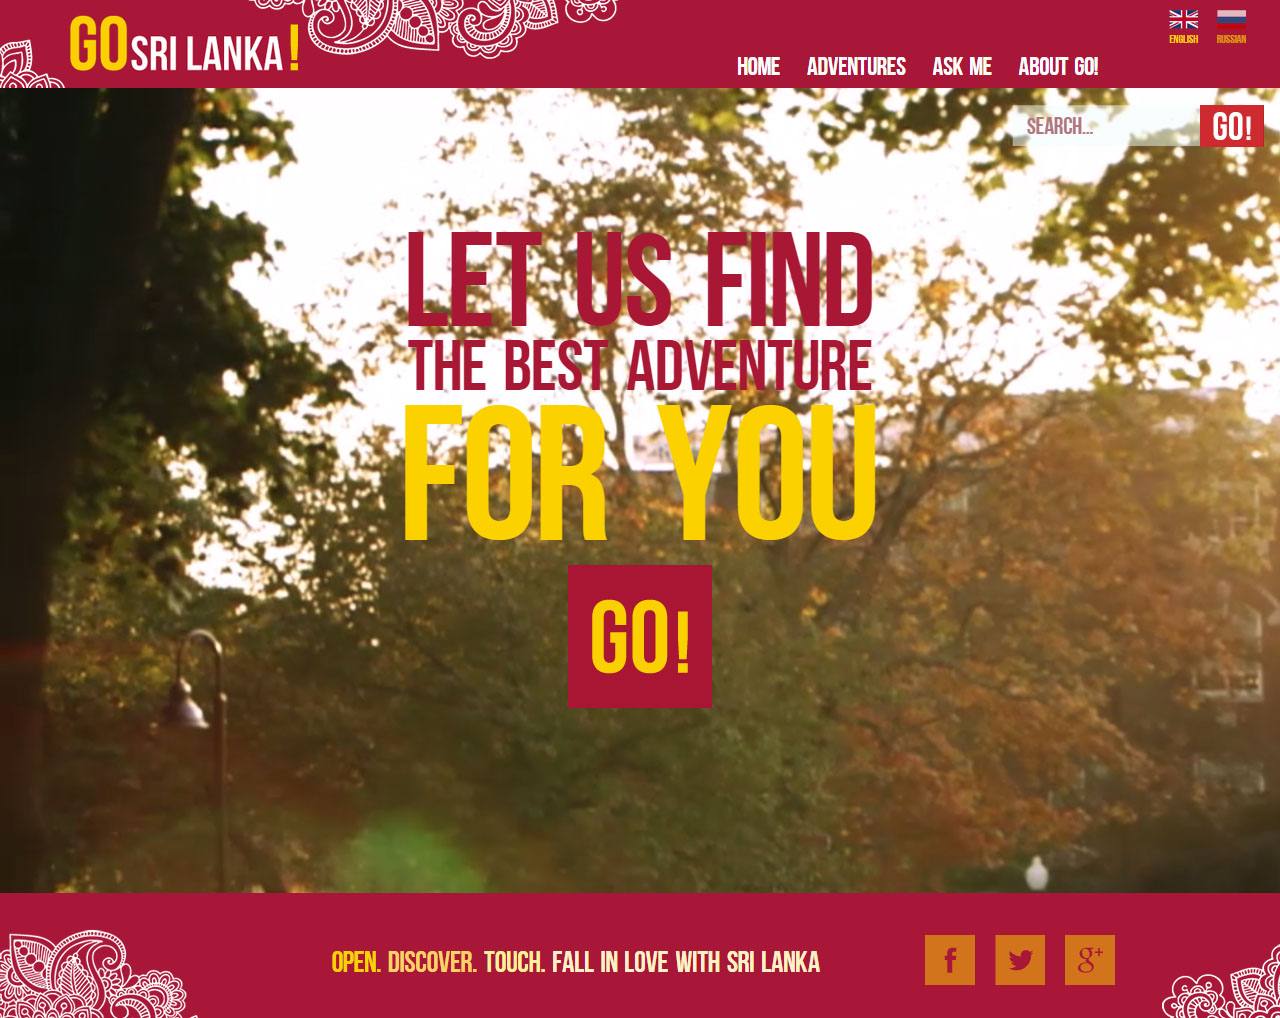 GO SRI LANKA!
ENGLISH
RUSSIAN
HOME ADVENTURES ASK ME ABOUT GO!
SEARCH...
GO!
LET US FIND
THE BEST ADVENTURE
FOR YOU
GO!
OPEN. DISCOVER. TOUCH. FALL IN LOVE WITH SRI LANKA
f
g+